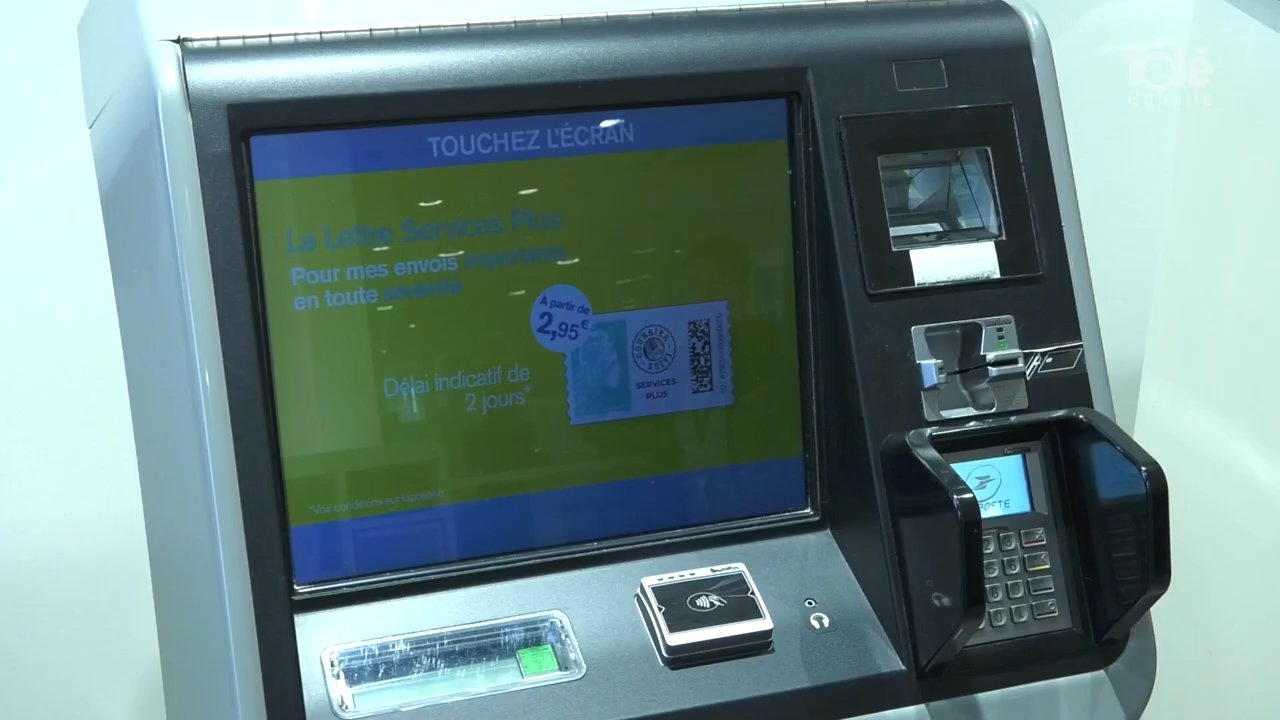 TOUCHEZ L'ÉCRAN
La Lettre Services Plus
Pour mes envois importants
en toute sérénité
À partir de
2,95€
SERVICES
PLUS
Délai indicatif de
2 jours*
*Voir conditions sur laposte.fr
POSTE
Télé